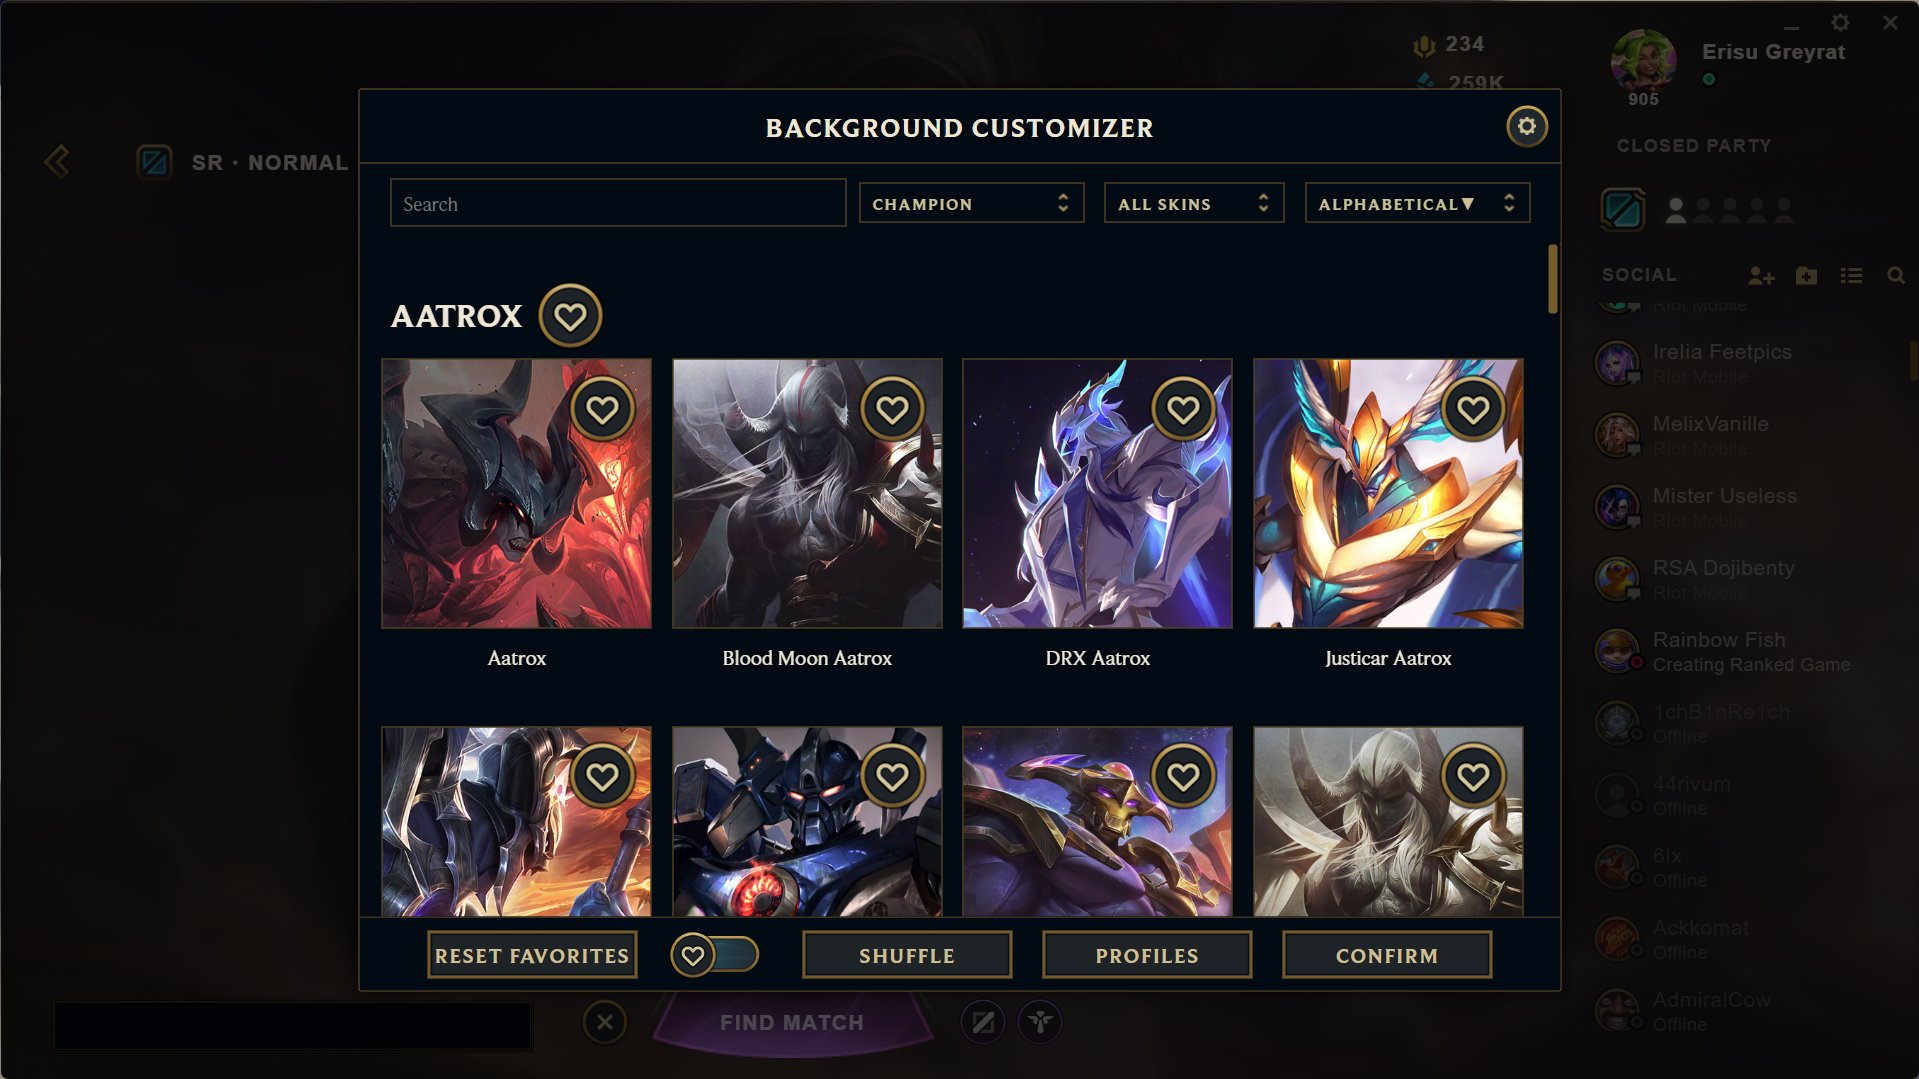 234
259K
Erisu Greyrat
905
SR · NORMAL
CLOSED PARTY
BACKGROUND CUSTOMIZER
Search
CHAMPION
ALL SKINS
ALPHABETICAL▼
AATROX
Aatrox
Blood Moon Aatrox
DRX Aatrox
Justicar Aatrox
RESET FAVORITES
SHUFFLE
PROFILES
CONFIRM
FIND MATCH
SOCIAL
Riot Mobile
Irelia Feetpics
Riot Mobile
MelixVanille
Riot Mobile
Mister Useless
Riot Mobile
RSA Dojibenty
Riot Mobile
Rainbow Fish
Creating Ranked Game
1chB1nRe1ch
Offline
44rivum
Offline
6ix
Offline
Ackkomat
Offline
AdmiralCow
Offline